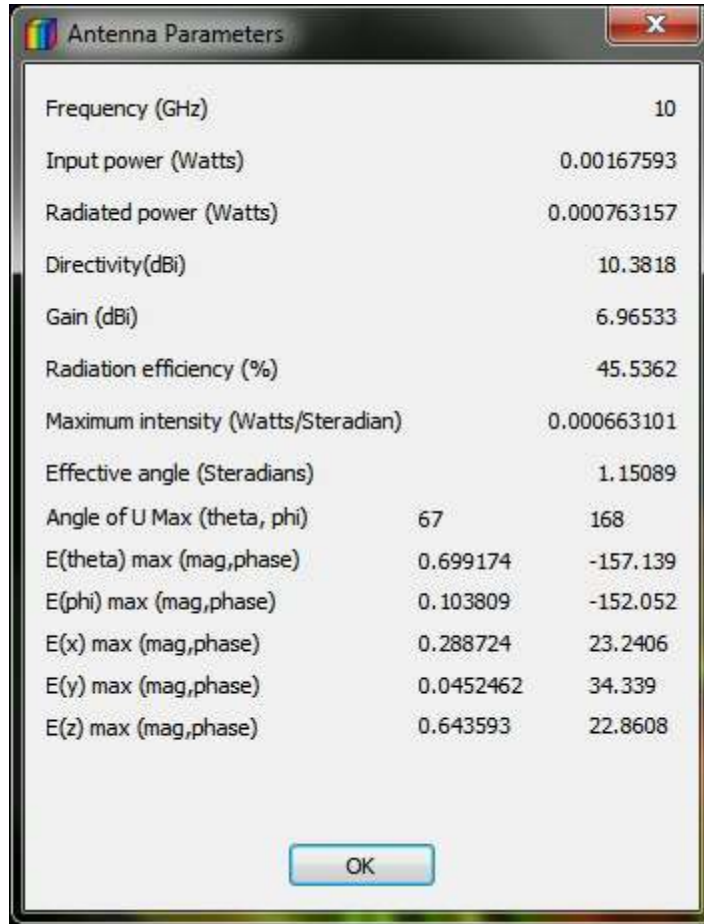 Antenna Parameters
Frequency (GHz) 10
Input power (Watts) 0.00167593
Radiated power (Watts) 0.000763157
Directivity(dBi) 10.3818
Gain (dBi) 6.96533
Radiation efficiency (%) 45.5362
Maximum intensity (Watts/Steradian) 0.000663101
Effective angle (Steradians) 1.15089
Angle of U Max (theta, phi) 67 168
E(theta) max (mag,phase) 0.699174 -157.139
E(phi) max (mag,phase) 0.103809 -152.052
E(x) max (mag,phase) 0.288724 23.2406
E(y) max (mag,phase) 0.0452462 34.339
E(z) max (mag,phase) 0.643593 22.8608
OK